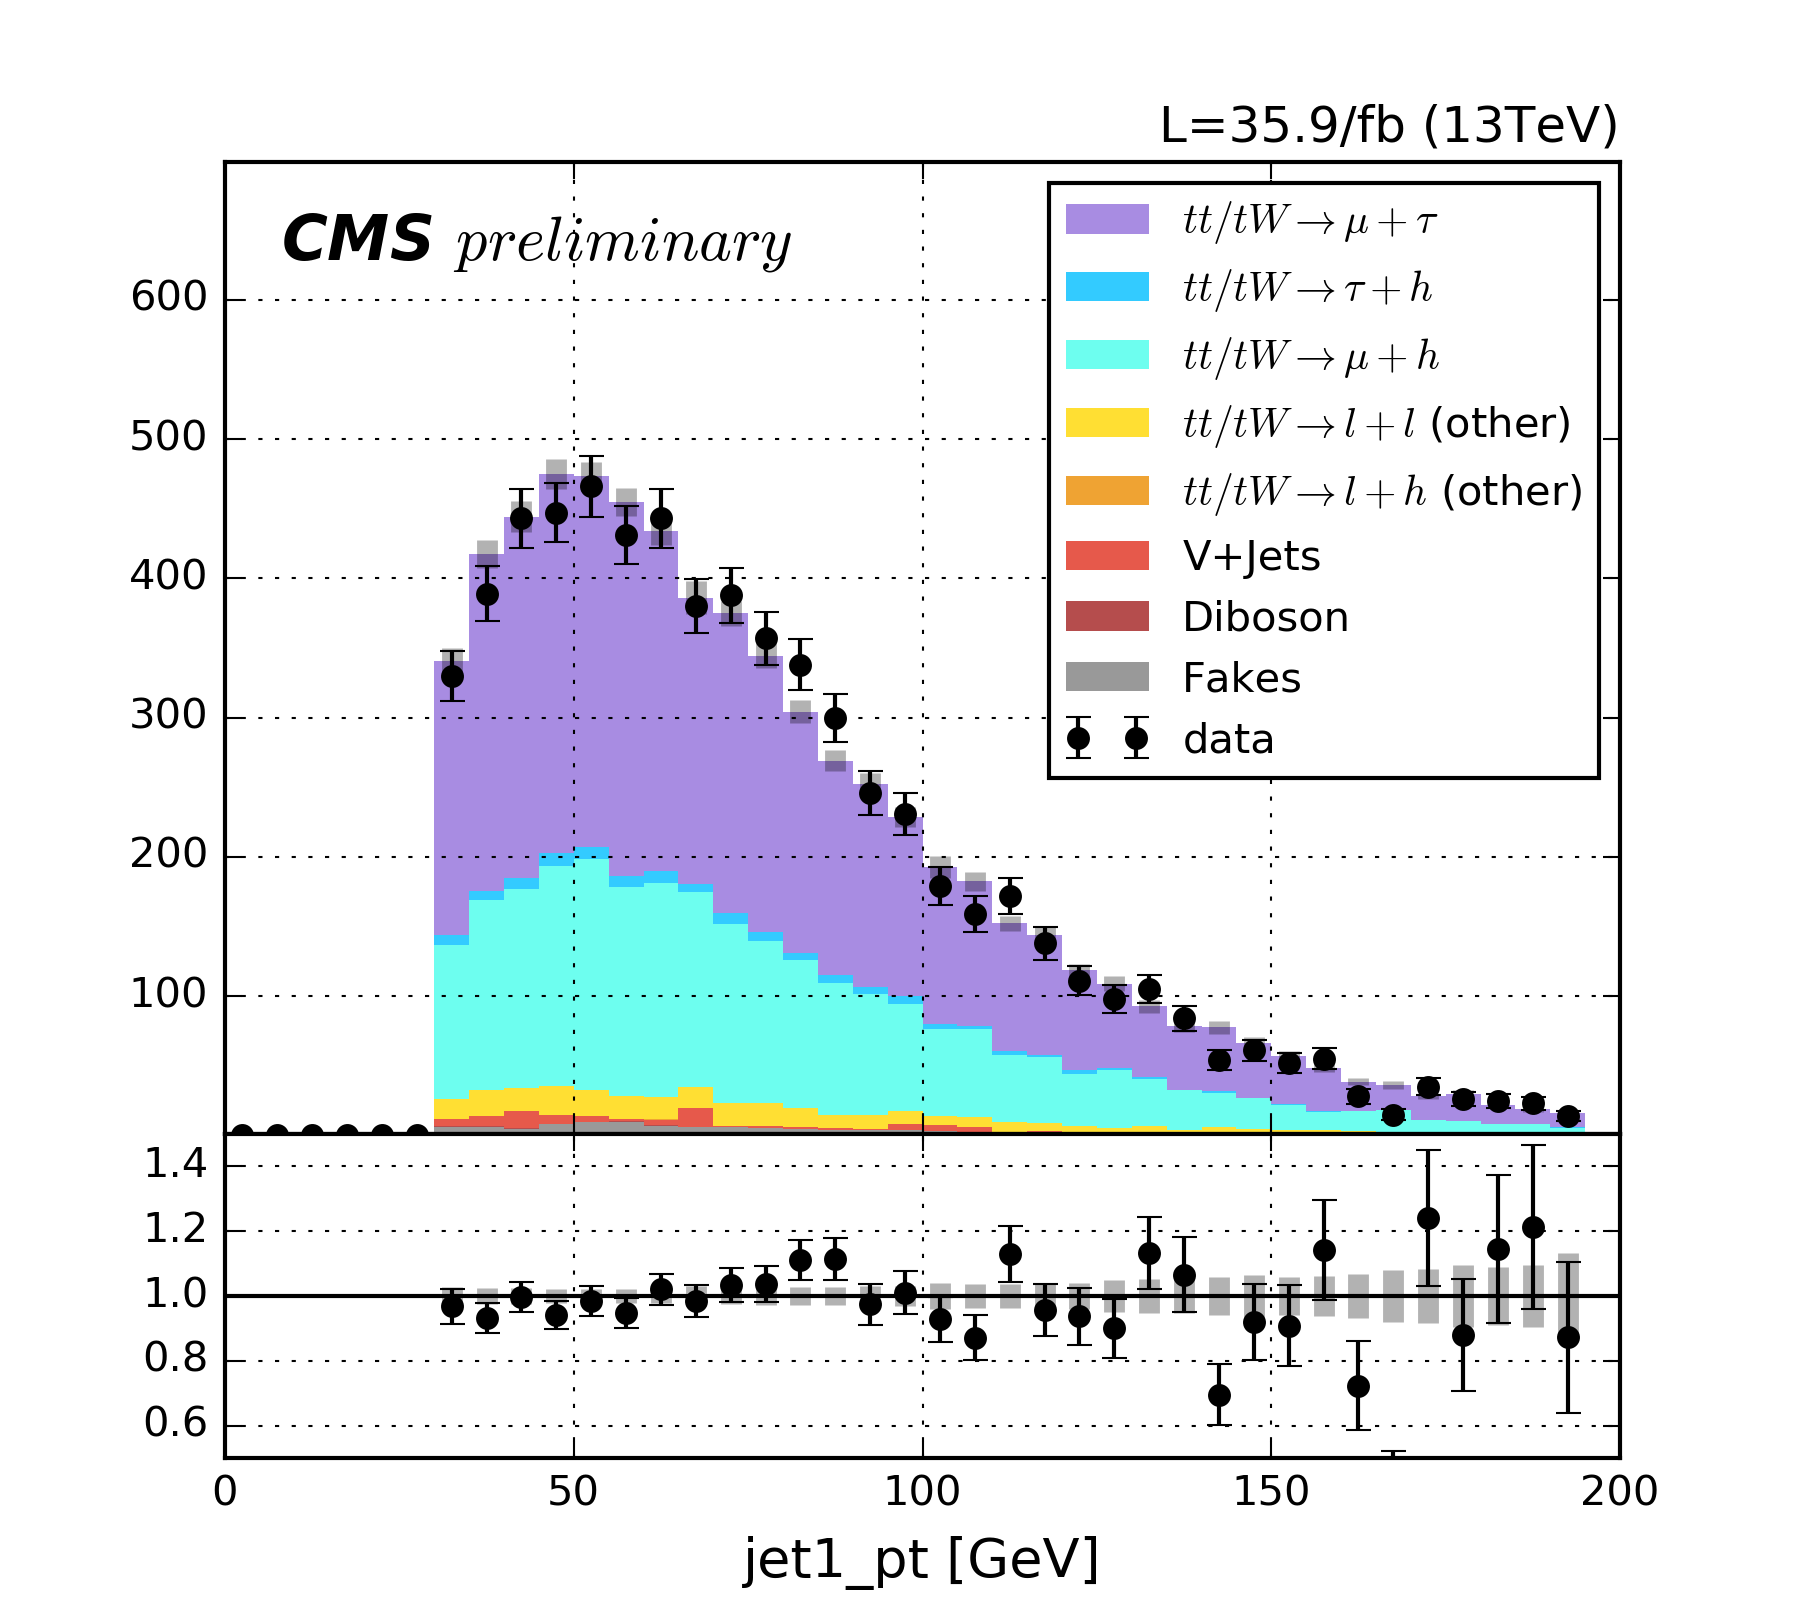 L=35.9/fb (13TeV)
CMS preliminary
tt/tW→μ+τ
tt/tW→τ+h
tt/tW→μ+h
tt/tW→l+l (other)
tt/tW→l+h (other)
V+Jets
Diboson
Fakes
data
600
500
400
300
200
100
1.4
1.2
1.0
0.8
0.6
0 50 100 150 200
jet1_pt [GeV]